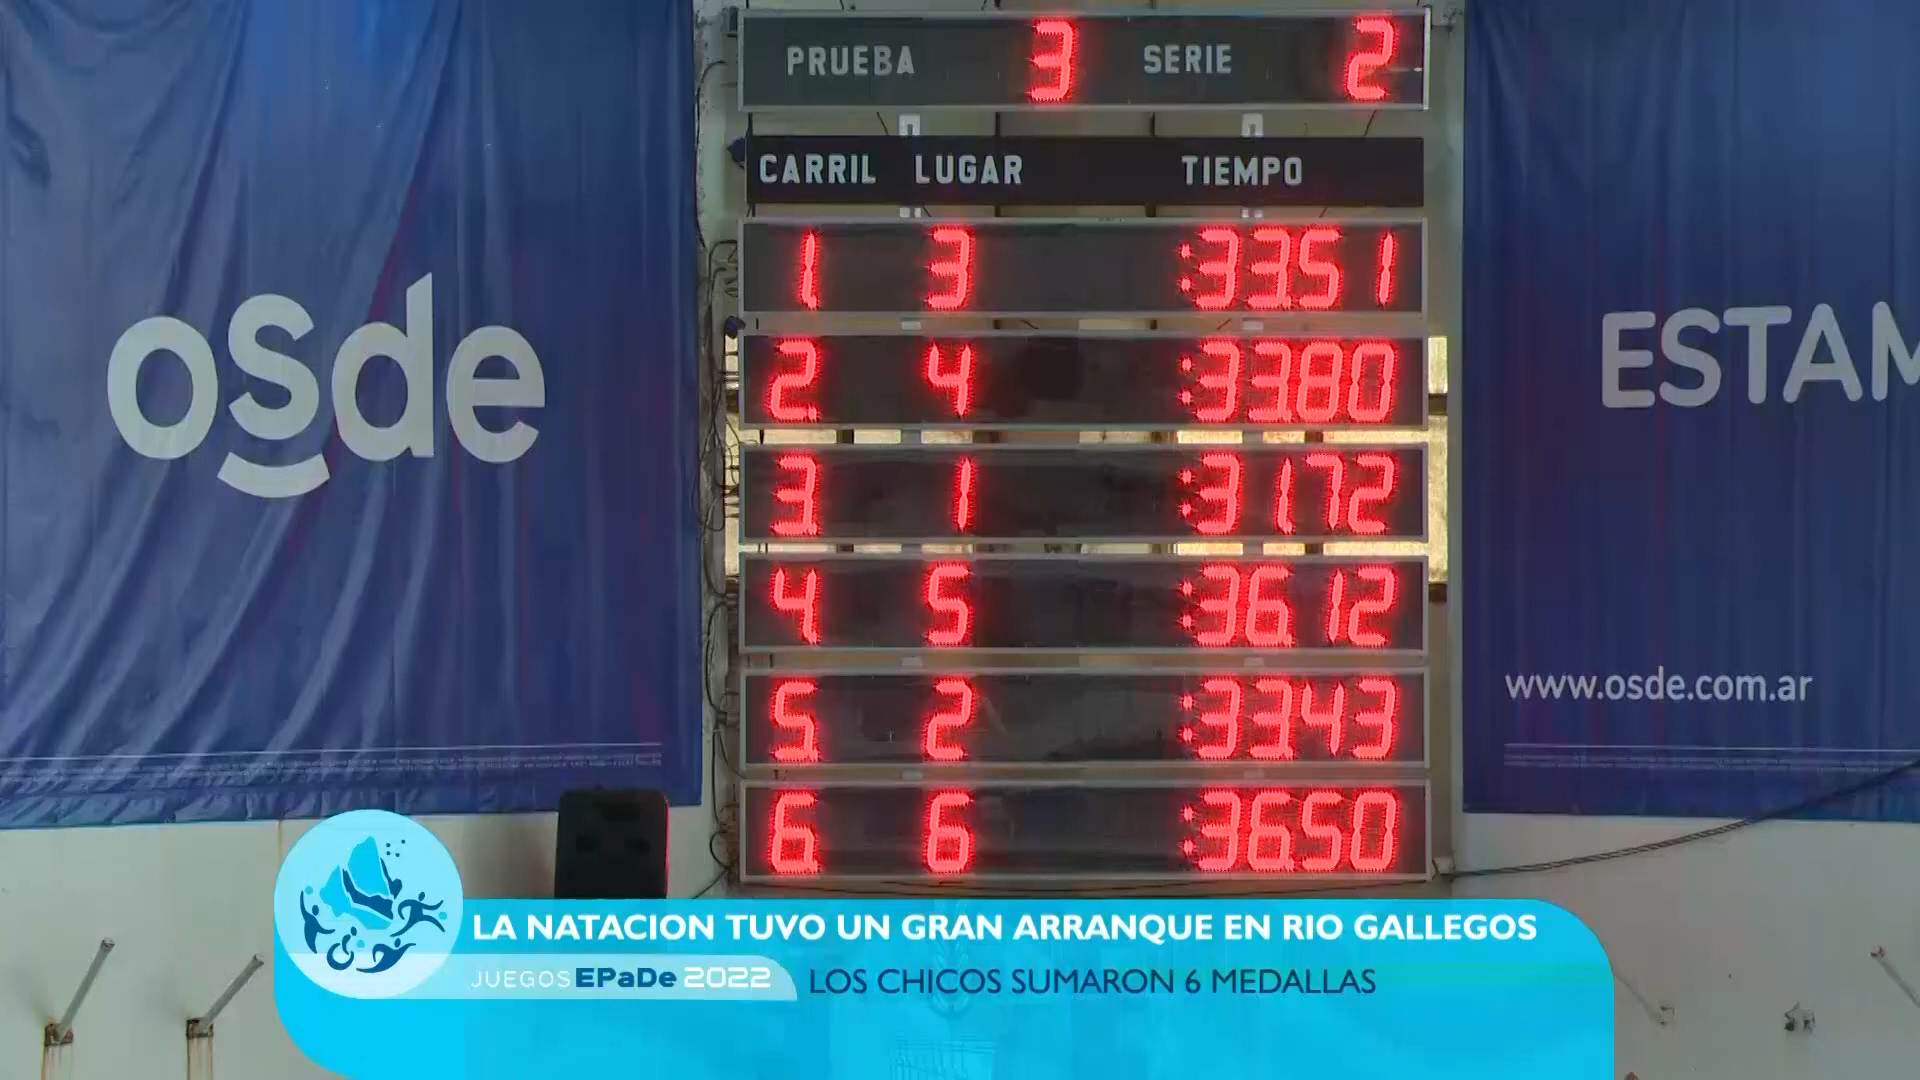 PRUEBA 3 SERIE 2
CARRIL LUGAR TIEMPO
1 3 :33.51
2 4 :33.80
3 1 :31.72
4 5 :36.12
5 2 :33.43
6 6 :36.50
osde
ESTAM
www.osde.com.ar
LA NATACION TUVO UN GRAN ARRANQUE EN RIO GALLEGOS
JUEGOS EPaDe 2022 LOS CHICOS SUMARON 6 MEDALLAS